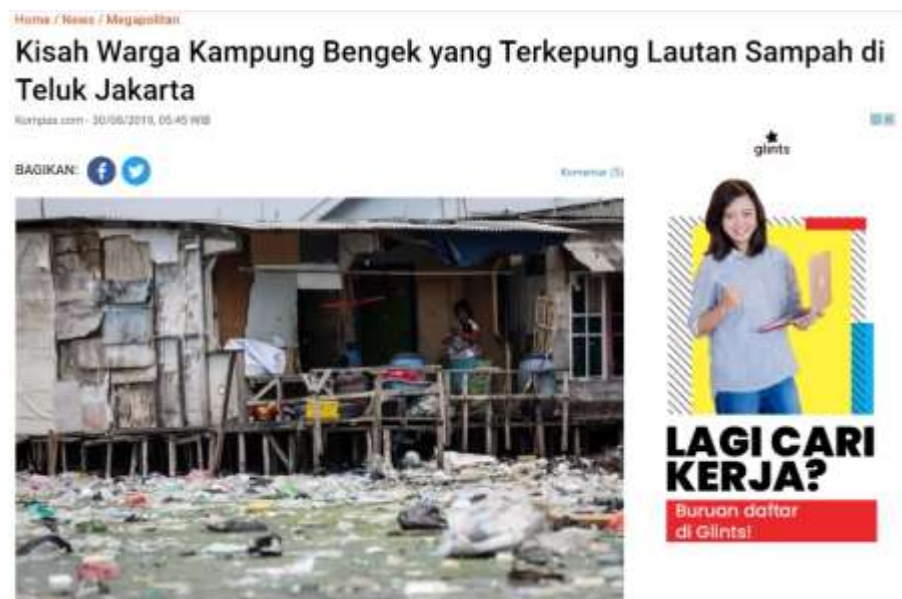 Home / News / Megapolitan
Kisah Warga Kampung Bengek yang Terkepung Lautan Sampah di
Teluk Jakarta
Kompas.com - 30/08/2019, 05:45 WIB
BAGIKAN:
Komentar (5)
glints
LAGI CARI
KERJA?
Buruan daftar
di Glints!